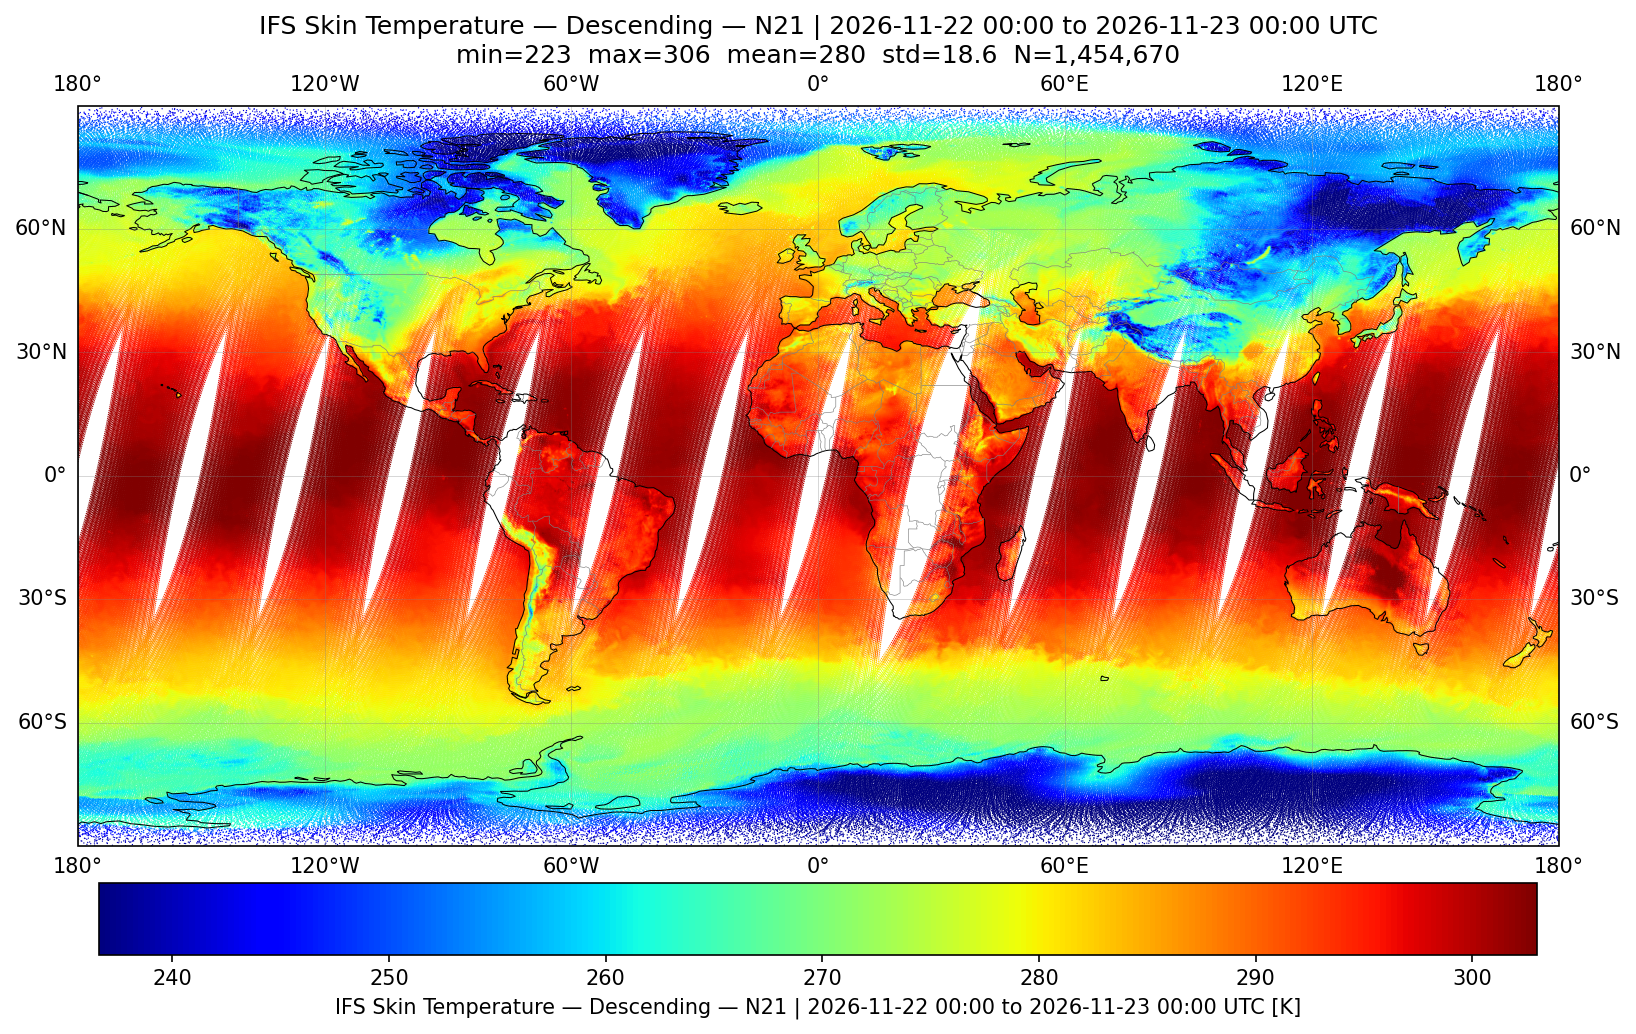 IFS Skin Temperature — Descending — N21 | 2026-11-22 00:00 to 2026-11-23 00:00 UTC
min=223 max=306 mean=280 std=18.6 N=1,454,670
180° 120°W 60°W 0° 60°E 120°E 180°
60°N 60°N
30°N 30°N
0° 0°
30°S 30°S
60°S 60°S
180° 120°W 60°W 0° 60°E 120°E 180°
240 250 260 270 280 290 300
IFS Skin Temperature — Descending — N21 | 2026-11-22 00:00 to 2026-11-23 00:00 UTC [K]